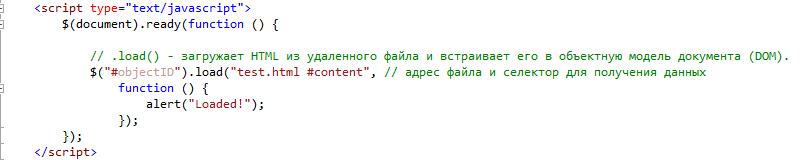 <script type="text/javascript">
$(document).ready(function () {
// .load() - загружает HTML из удаленного файла и встраивает его в объектную модель документа (DOM).
$("#objectID").load("test.html #content", // адрес файла и селектор для получения данных
function () {
alert("Loaded!");
});
});
</script>